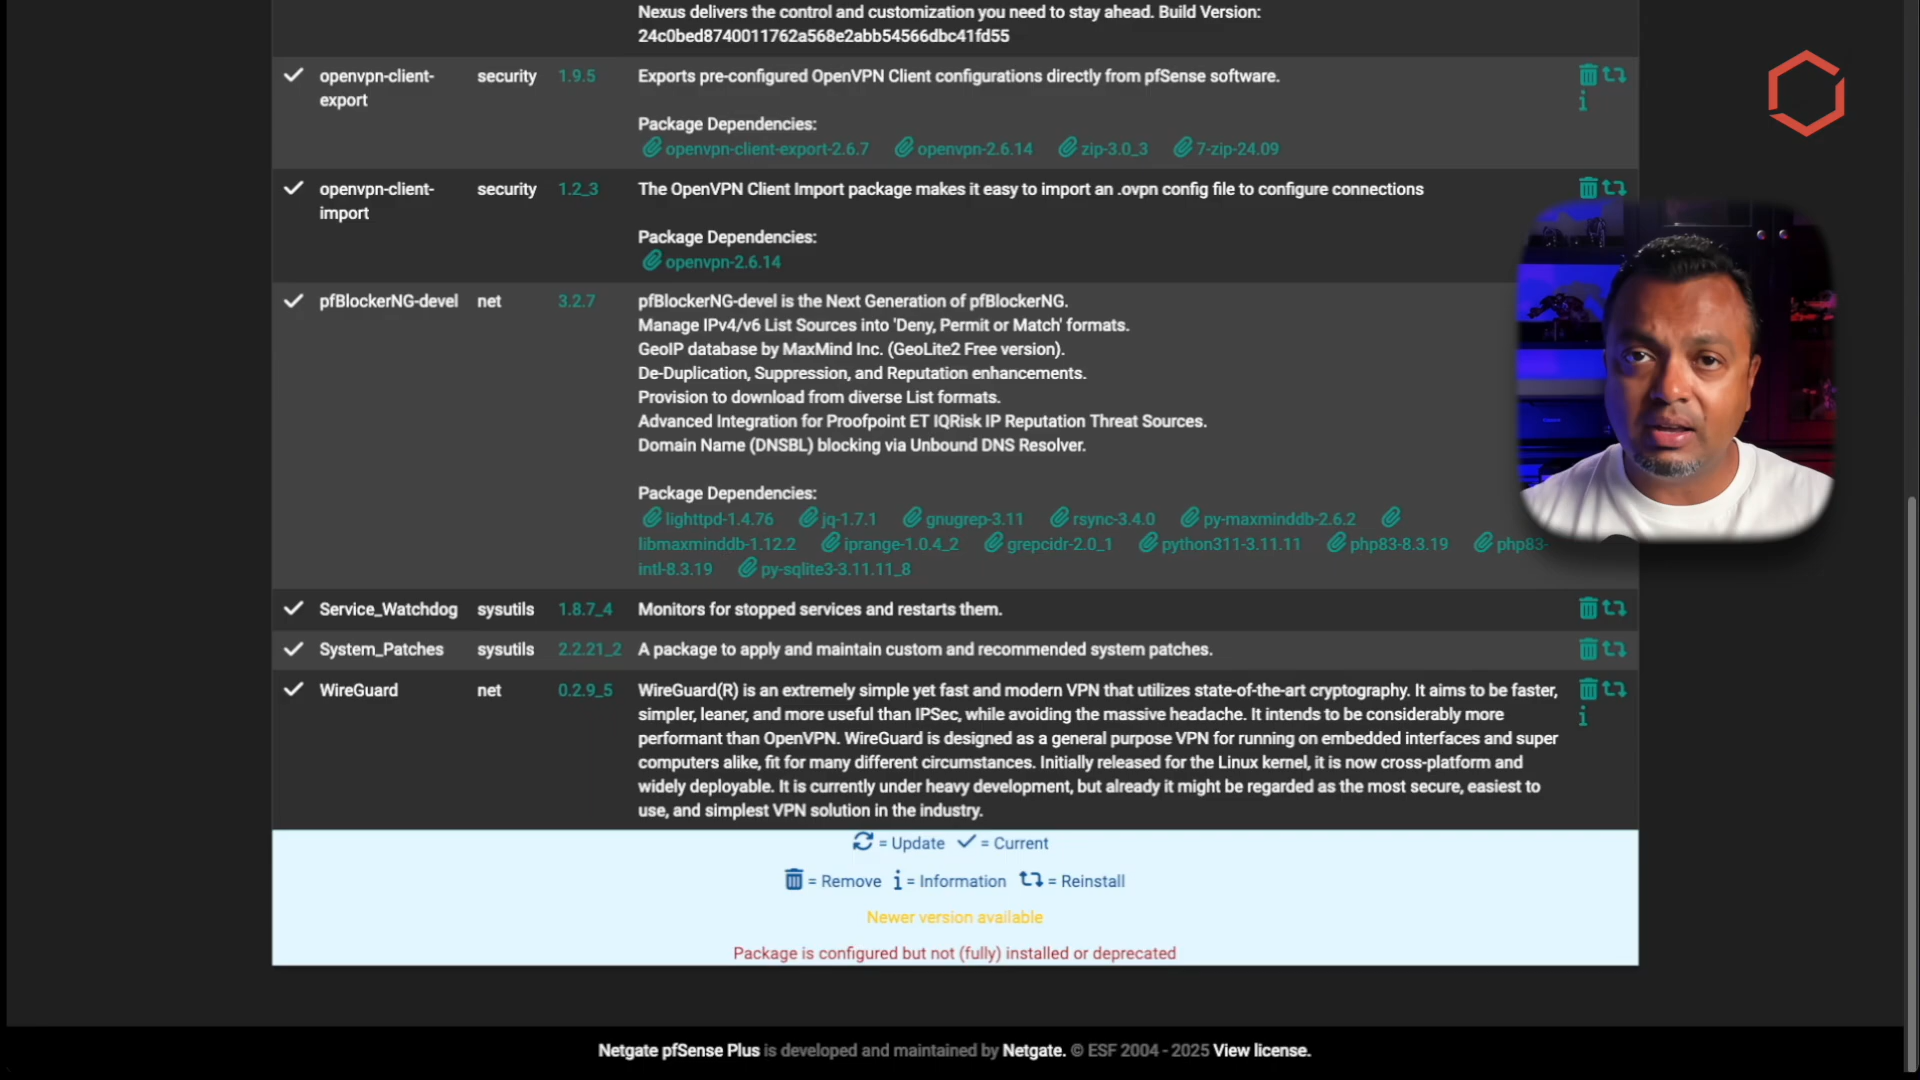 Nexus delivers the control and customization you need to stay ahead. Build Version:
24c0bed8740011762a568e2abb54566dbc41fd55
openvpn-client-export security 1.9.5 Exports pre-configured OpenVPN Client configurations directly from pfSense software.
Package Dependencies:
openvpn-client-export-2.6.7 openvpn-2.6.14 zip-3.0_3 7-zip-24.09
openvpn-client-import security 1.2_3 The OpenVPN Client Import package makes it easy to import an .ovpn config file to configure connections
Package Dependencies:
openvpn-2.6.14
pfBlockerNG-devel net 3.2.7 pfBlockerNG-devel is the Next Generation of pfBlockerNG.
Manage IPv4/v6 List Sources into 'Deny, Permit or Match' formats.
GeoIP database by MaxMind Inc. (GeoLite2 Free version).
De-Duplication, Suppression, and Reputation enhancements.
Provision to download from diverse List formats.
Advanced Integration for Proofpoint ET IQRisk IP Reputation Threat Sources.
Domain Name (DNSBL) blocking via Unbound DNS Resolver.
Package Dependencies:
lighttpd-1.4.76 jq-1.7.1 gnugrep-3.11 rsync-3.4.0 py-maxminddb-2.6.2
libmaxminddb-1.12.2 iprange-1.0.4_2 grepcidr-2.0_1 python311-3.11.11 php83-8.3.19 php83-
intl-8.3.19 py-sqlite3-3.11.11_8
Service_Watchdog sysutils 1.8.7_4 Monitors for stopped services and restarts them.
System_Patches sysutils 2.2.21_2 A package to apply and maintain custom and recommended system patches.
WireGuard net 0.2.9_5 WireGuard(R) is an extremely simple yet fast and modern VPN that utilizes state-of-the-art cryptography. It aims to be faster,
simpler, leaner, and more useful than IPSec, while avoiding the massive headache. It intends to be considerably more
performant than OpenVPN. WireGuard is designed as a general purpose VPN for running on embedded interfaces and super
computers alike, fit for many different circumstances. Initially released for the Linux kernel, it is now cross-platform and
widely deployable. It is currently under heavy development, but already it might be regarded as the most secure, easiest to
use, and simplest VPN solution in the industry.
= Update = Current
= Remove = Information = Reinstall
Newer version available
Package is configured but not (fully) installed or deprecated
Netgate pfSense Plus is developed and maintained by Netgate. © ESF 2004 - 2025 View license.